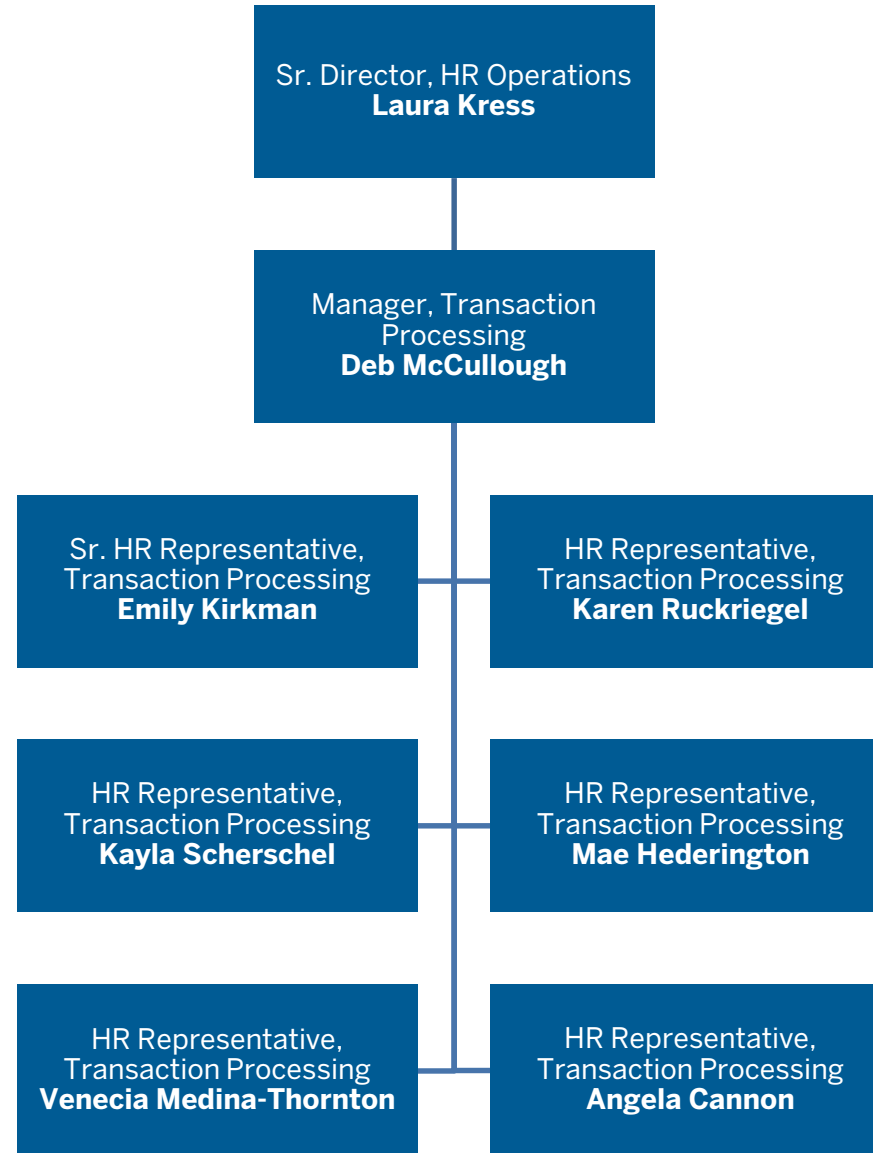 Sr. Director, HR Operations
Laura Kress
Manager, Transaction
Processing
Deb McCullough
Sr. HR Representative,
Transaction Processing
Emily Kirkman
HR Representative,
Transaction Processing
Karen Ruckriegel
HR Representative,
Transaction Processing
Kayla Scherschel
HR Representative,
Transaction Processing
Mae Hederington
HR Representative,
Transaction Processing
Venecia Medina-Thornton
HR Representative,
Transaction Processing
Angela Cannon